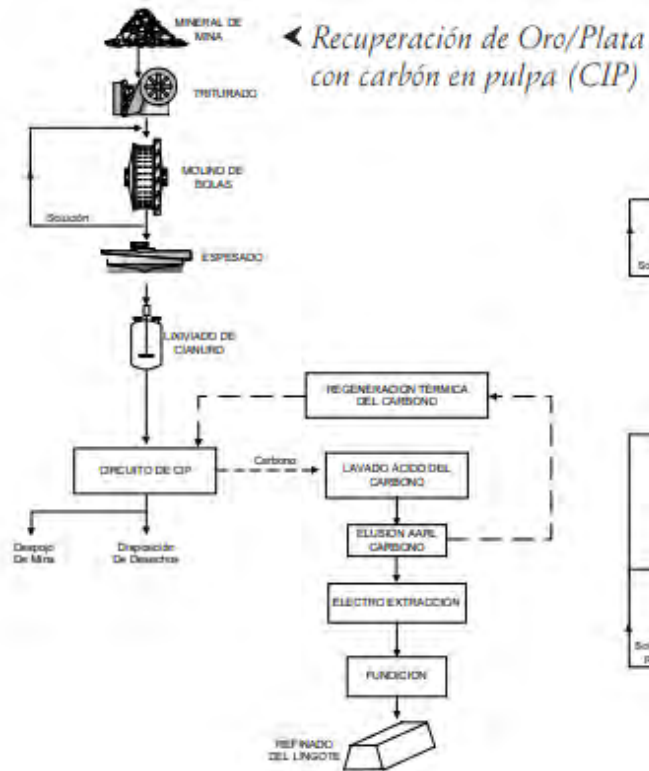 MINERAL DE
MINA
Recuperación de Oro/Plata
con carbón en pulpa (CIP)
TRITURADO
MOLINO DE
BOLAS
Solución
ESPESADO
LIXIVIADO DE
CIANURO
REGENERACION TERMICA
DEL CARBONO
CIRCUITO DE CIP
Carbono
LAVADO ACIDO DEL
CARBONO
Despojo
De Mina
Disposición
De Desechos
ELUSION AARL
CARBONO
ELECTRO EXTRACCIÓN
FUNDICION
REFINADO
DEL LINGOTE